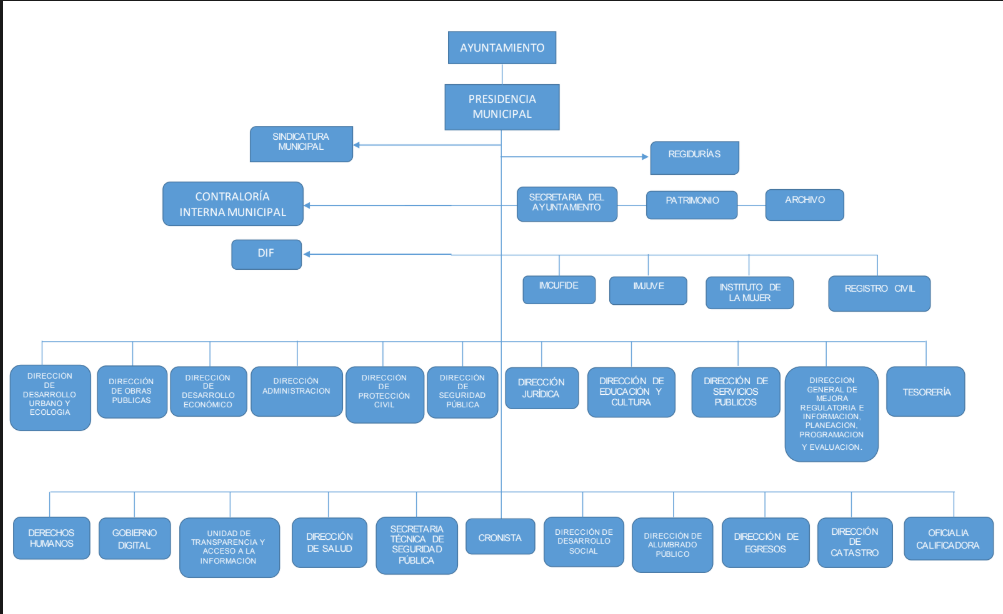 AYUNTAMIENTO
PRESIDENCIA
MUNICIPAL
SINDICATURA
MUNICIPAL
REGIDURÍAS
CONTRALORÍA
INTERNA MUNICIPAL
SECRETARIA DEL
AYUNTAMIENTO
PATRIMONIO
ARCHIVO
DIF
IMCUFIDE
IMJUVE
INSTITUTO DE
LA MUJER
REGISTRO CIVIL
DIRECCIÓN
DE
DESARROLLO
URBANO Y
ECOLOGIA
DIRECCIÓN
DE OBRAS
PUBLICAS
DIRECCIÓN
DE
DESARROLLO
ECONÓMICO
DIRECCIÓN
ADMINISTRACION
DIRECCIÓN
DE
PROTECCIÓN
CIVIL
DIRECCIÓN
DE
SEGURIDAD
PÚBLICA
DIRECCIÓN
JURÍDICA
DIRECCIÓN DE
EDUCACIÓN Y
CULTURA
DIRECCIÓN DE
SERVICIOS
PUBLICOS
DIRECCION
GENERAL DE
MEJORA
REGULATORIA E
INFORMACION,
PLANEACION,
PROGRAMACION
Y EVALUACION.
TESORERÍA
DERECHOS
HUMANOS
GOBIERNO
DIGITAL
UNIDAD DE
TRANSPARENCIA Y
ACCESO A LA
INFORMACIÓN
DIRECCIÓN
DE SALUD
SECRETARIA
TÉCNICA DE
SEGURIDAD
PÚBLICA
CRONISTA
DIRECCIÓN DE
DESARROLLO
SOCIAL
DIRECCIÓN DE
ALUMBRADO
PÚBLICO
DIRECCIÓN DE
EGRESOS
DIRECCIÓN
DE
CATASTRO
OFICIALIA
CALIFICADORA